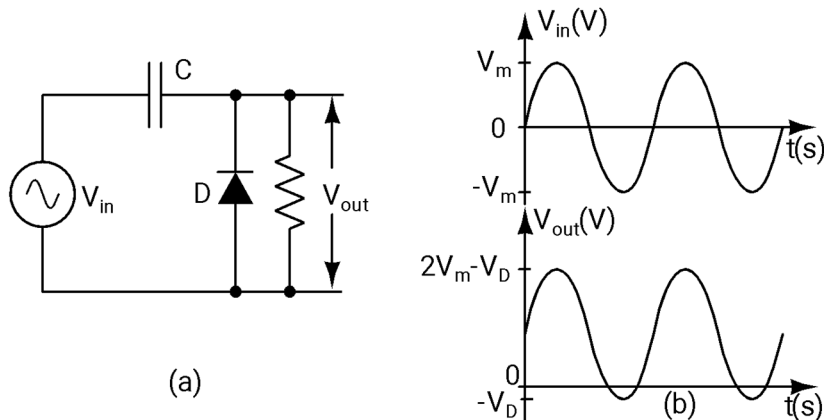 C
D
V_in
V_out
(a)
V_in(V)
V_m
0
-V_m
t(s)
V_out(V)
2V_m-V_D
0
-V_D
(b)
t(s)